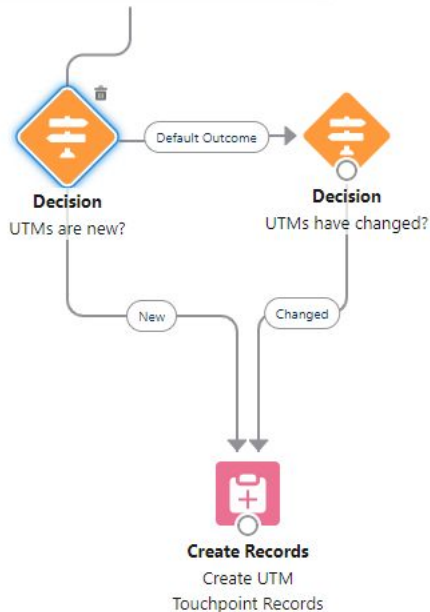 Default Outcome
Decision
UTMs are new?
Decision
UTMs have changed?
New
Changed
Create Records
Create UTM
Touchpoint Records